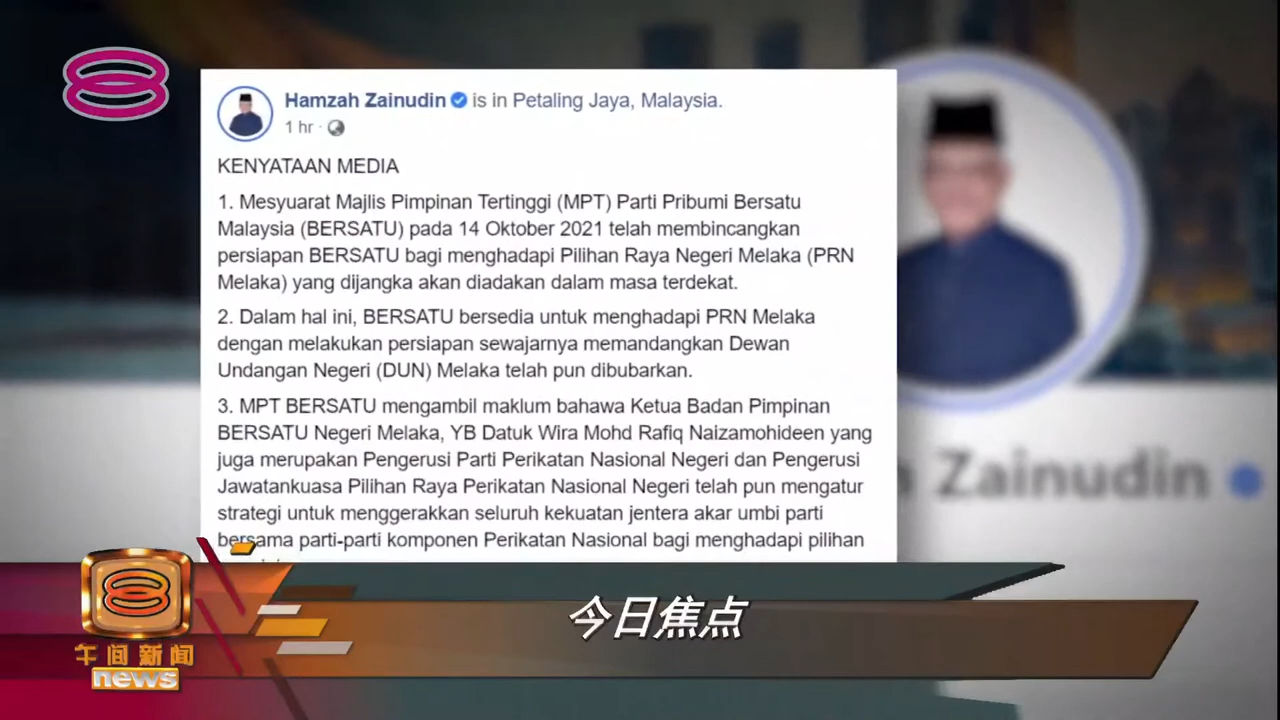 Hamzah Zainudin is in Petaling Jaya, Malaysia.
1 hr ·
KENYATAAN MEDIA
1. Mesyuarat Majlis Pimpinan Tertinggi (MPT) Parti Pribumi Bersatu
Malaysia (BERSATU) pada 14 Oktober 2021 telah membincangkan
persiapan BERSATU bagi menghadapi Pilihan Raya Negeri Melaka (PRN
Melaka) yang dijangka akan diadakan dalam masa terdekat.
2. Dalam hal ini, BERSATU bersedia untuk menghadapi PRN Melaka
dengan melakukan persiapan sewajarnya memandangkan Dewan
Undangan Negeri (DUN) Melaka telah pun dibubarkan.
3. MPT BERSATU mengambil maklum bahawa Ketua Badan Pimpinan
BERSATU Negeri Melaka, YB Datuk Wira Mohd Rafiq Naizamohideen yang
juga merupakan Pengerusi Parti Perikatan Nasional Negeri dan Pengerusi
Jawatankuasa Pilihan Raya Perikatan Nasional Negeri telah pun mengatur
strategi untuk menggerakkan seluruh kekuatan jentera akar umbi parti
bersama parti-parti komponen Perikatan Nasional bagi menghadapi pilihan
Zainudin
今日焦点
午间新闻
news